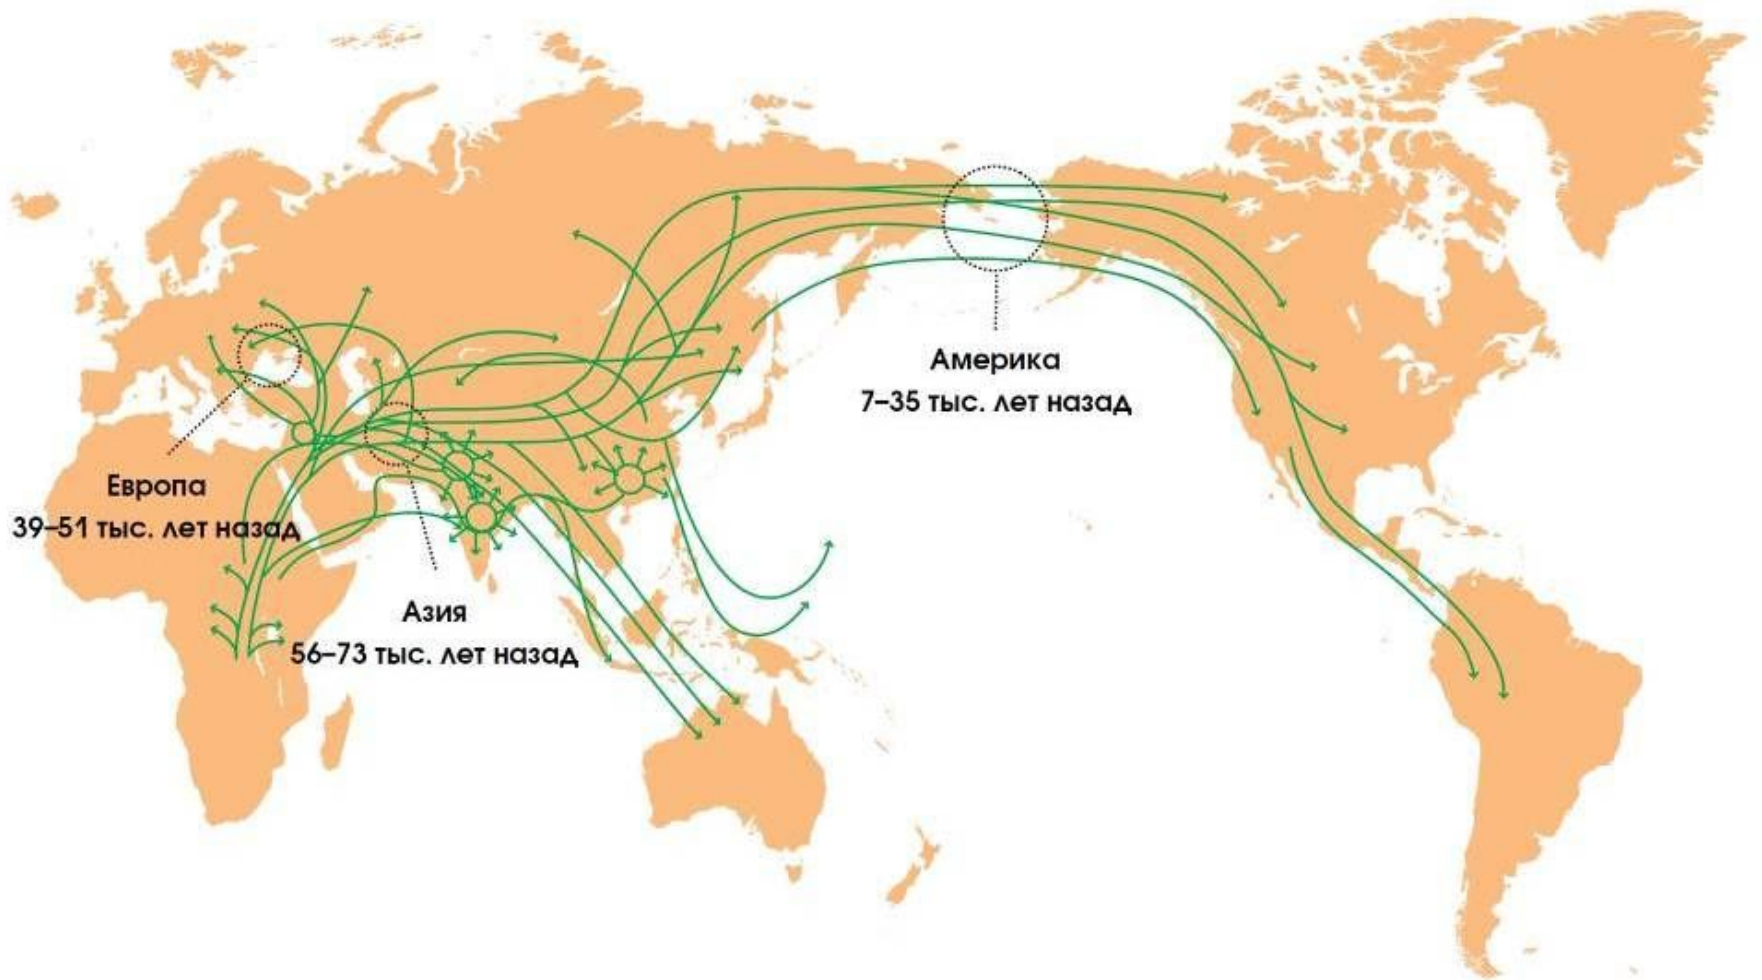 Америка
7–35 тыс. лет назад
Европа
39–51 тыс. лет назад
Азия
56–73 тыс. лет назад